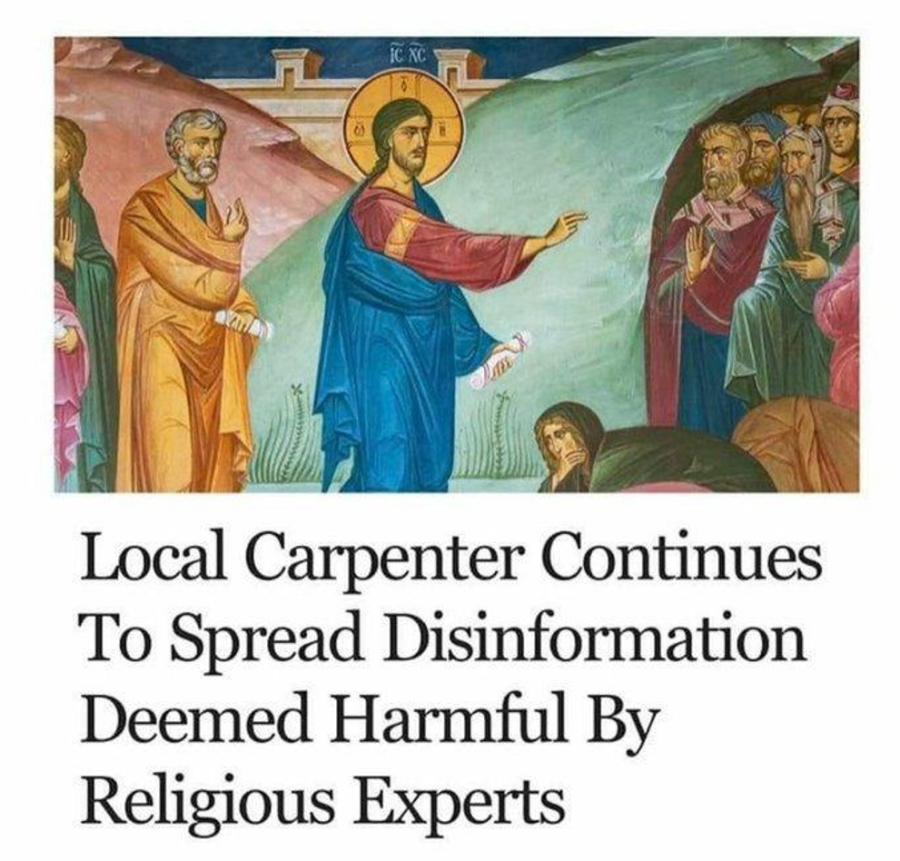 IC XC
Local Carpenter Continues
To Spread Disinformation
Deemed Harmful By
Religious Experts